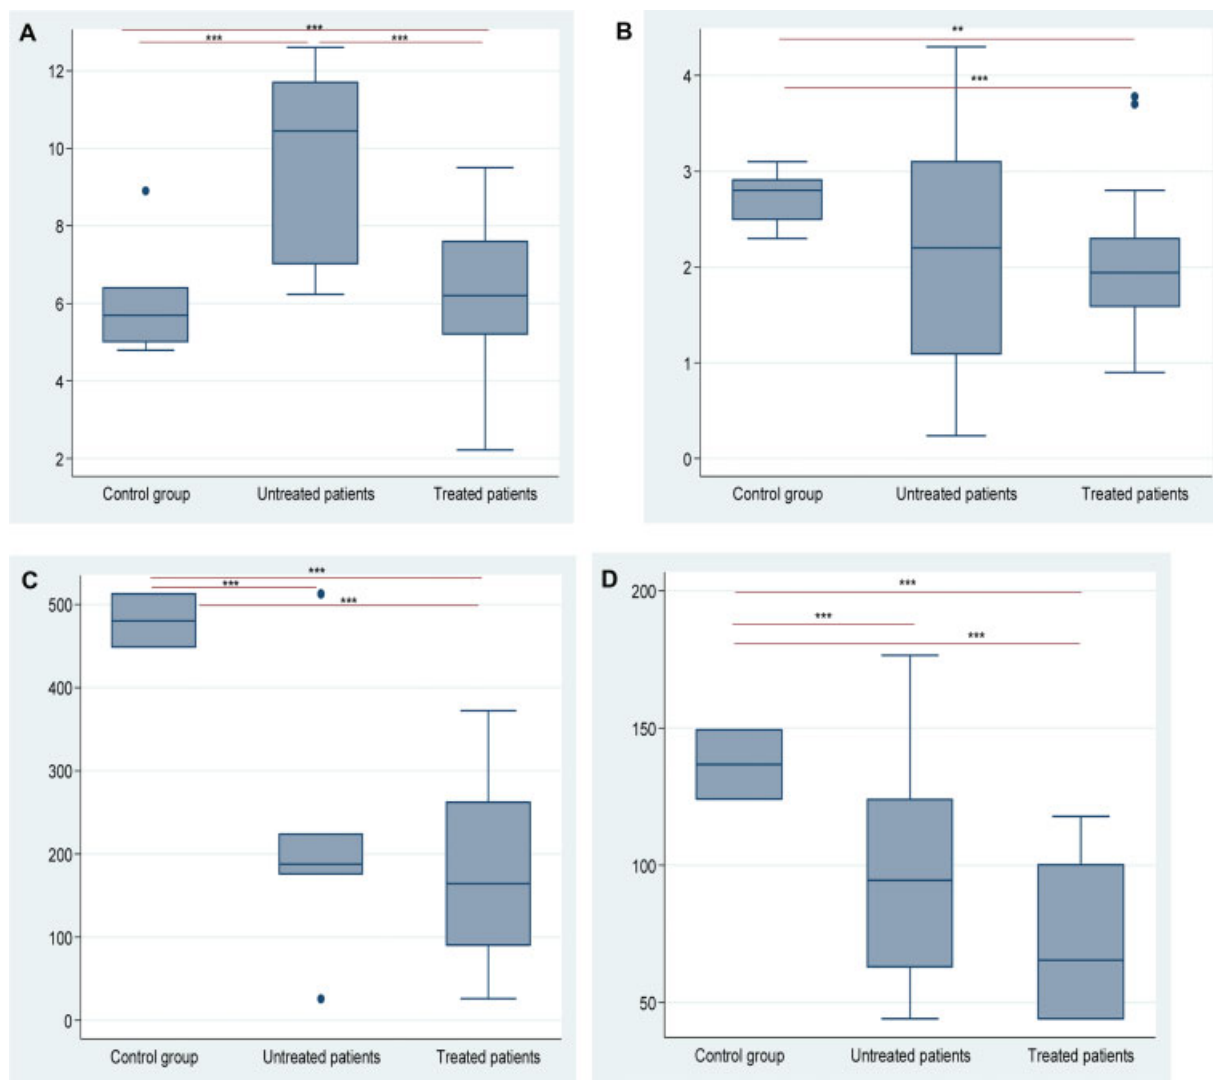 A
***
***
***
12
10
8
6
4
2
Control group
Untreated patients
Treated patients
B
**
***
4
3
2
1
0
Control group
Untreated patients
Treated patients
C
***
***
***
500
400
300
200
100
0
Control group
Untreated patients
Treated patients
D
***
***
***
200
150
100
50
Control group
Untreated patients
Treated patients